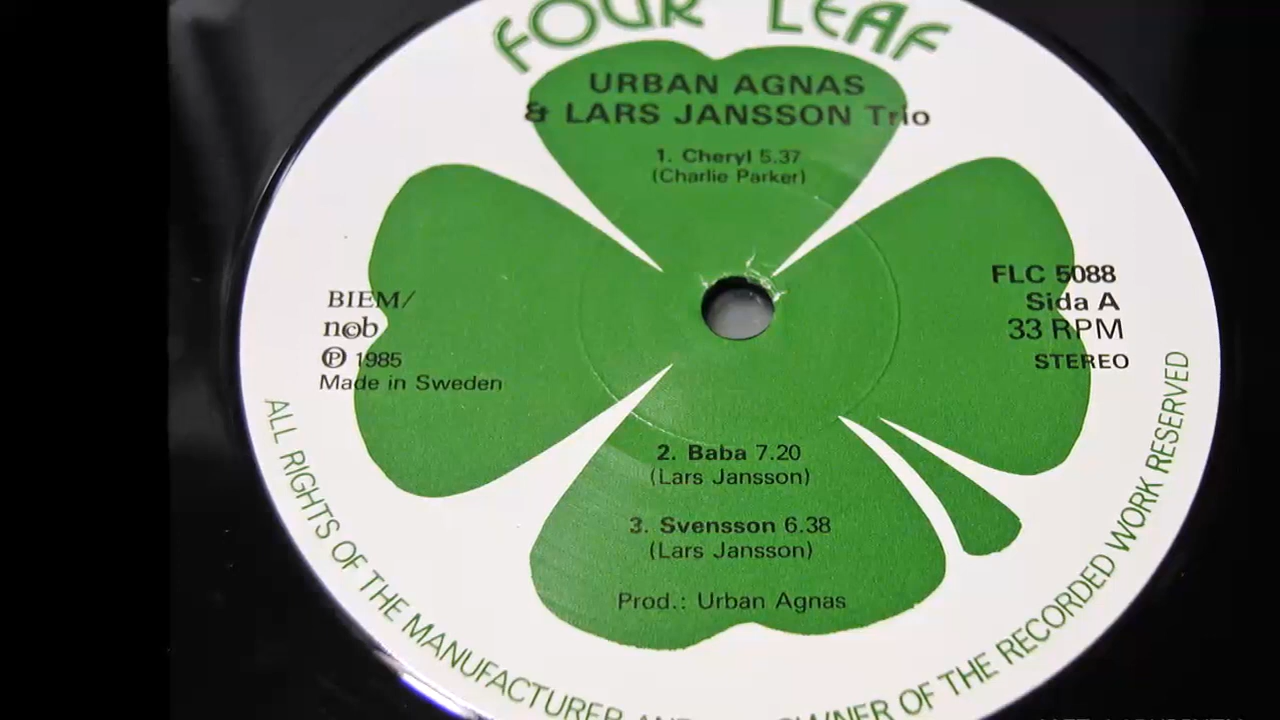 FOUR LEAF
URBAN AGNAS
& LARS JANSSON Trio
1. Cheryl 5.37
(Charlie Parker)
BIEM/
n©b
℗ 1985
Made in Sweden
FLC 5088
Sida A
33 RPM
STEREO
2. Baba 7.20
(Lars Jansson)
3. Svensson 6.38
(Lars Jansson)
Prod.: Urban Agnas
ALL RIGHTS OF THE MANUFACTURER AND OWNER OF THE RECORDED WORK RESERVED